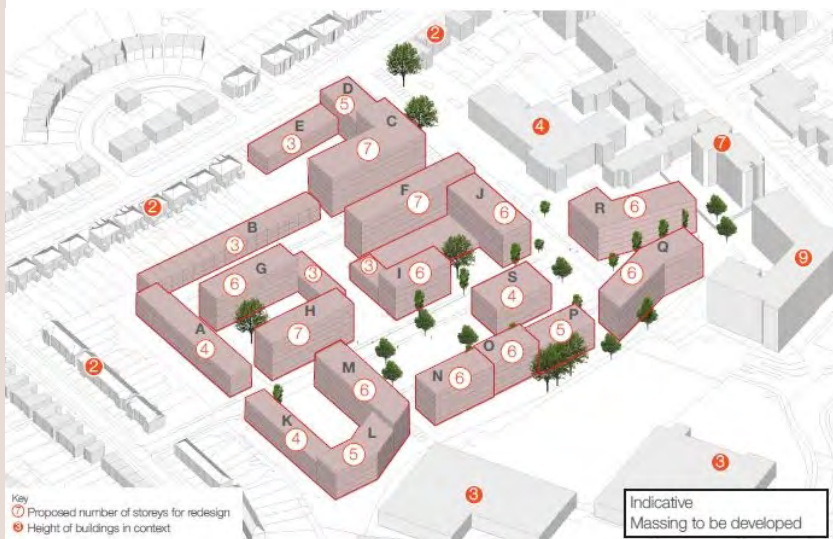 2
D
5
C
4
E
3
7
7
F
J
6
R
6
2
B
3
9
G
6
3
3
I
6
S
4
Q
6
H
7
A
4
P
5
O
6
M
6
N
6
2
K
4
L
5
3
3
Key
7 Proposed number of storeys for redesign
3 Height of buildings in context
Indicative
Massing to be developed
7